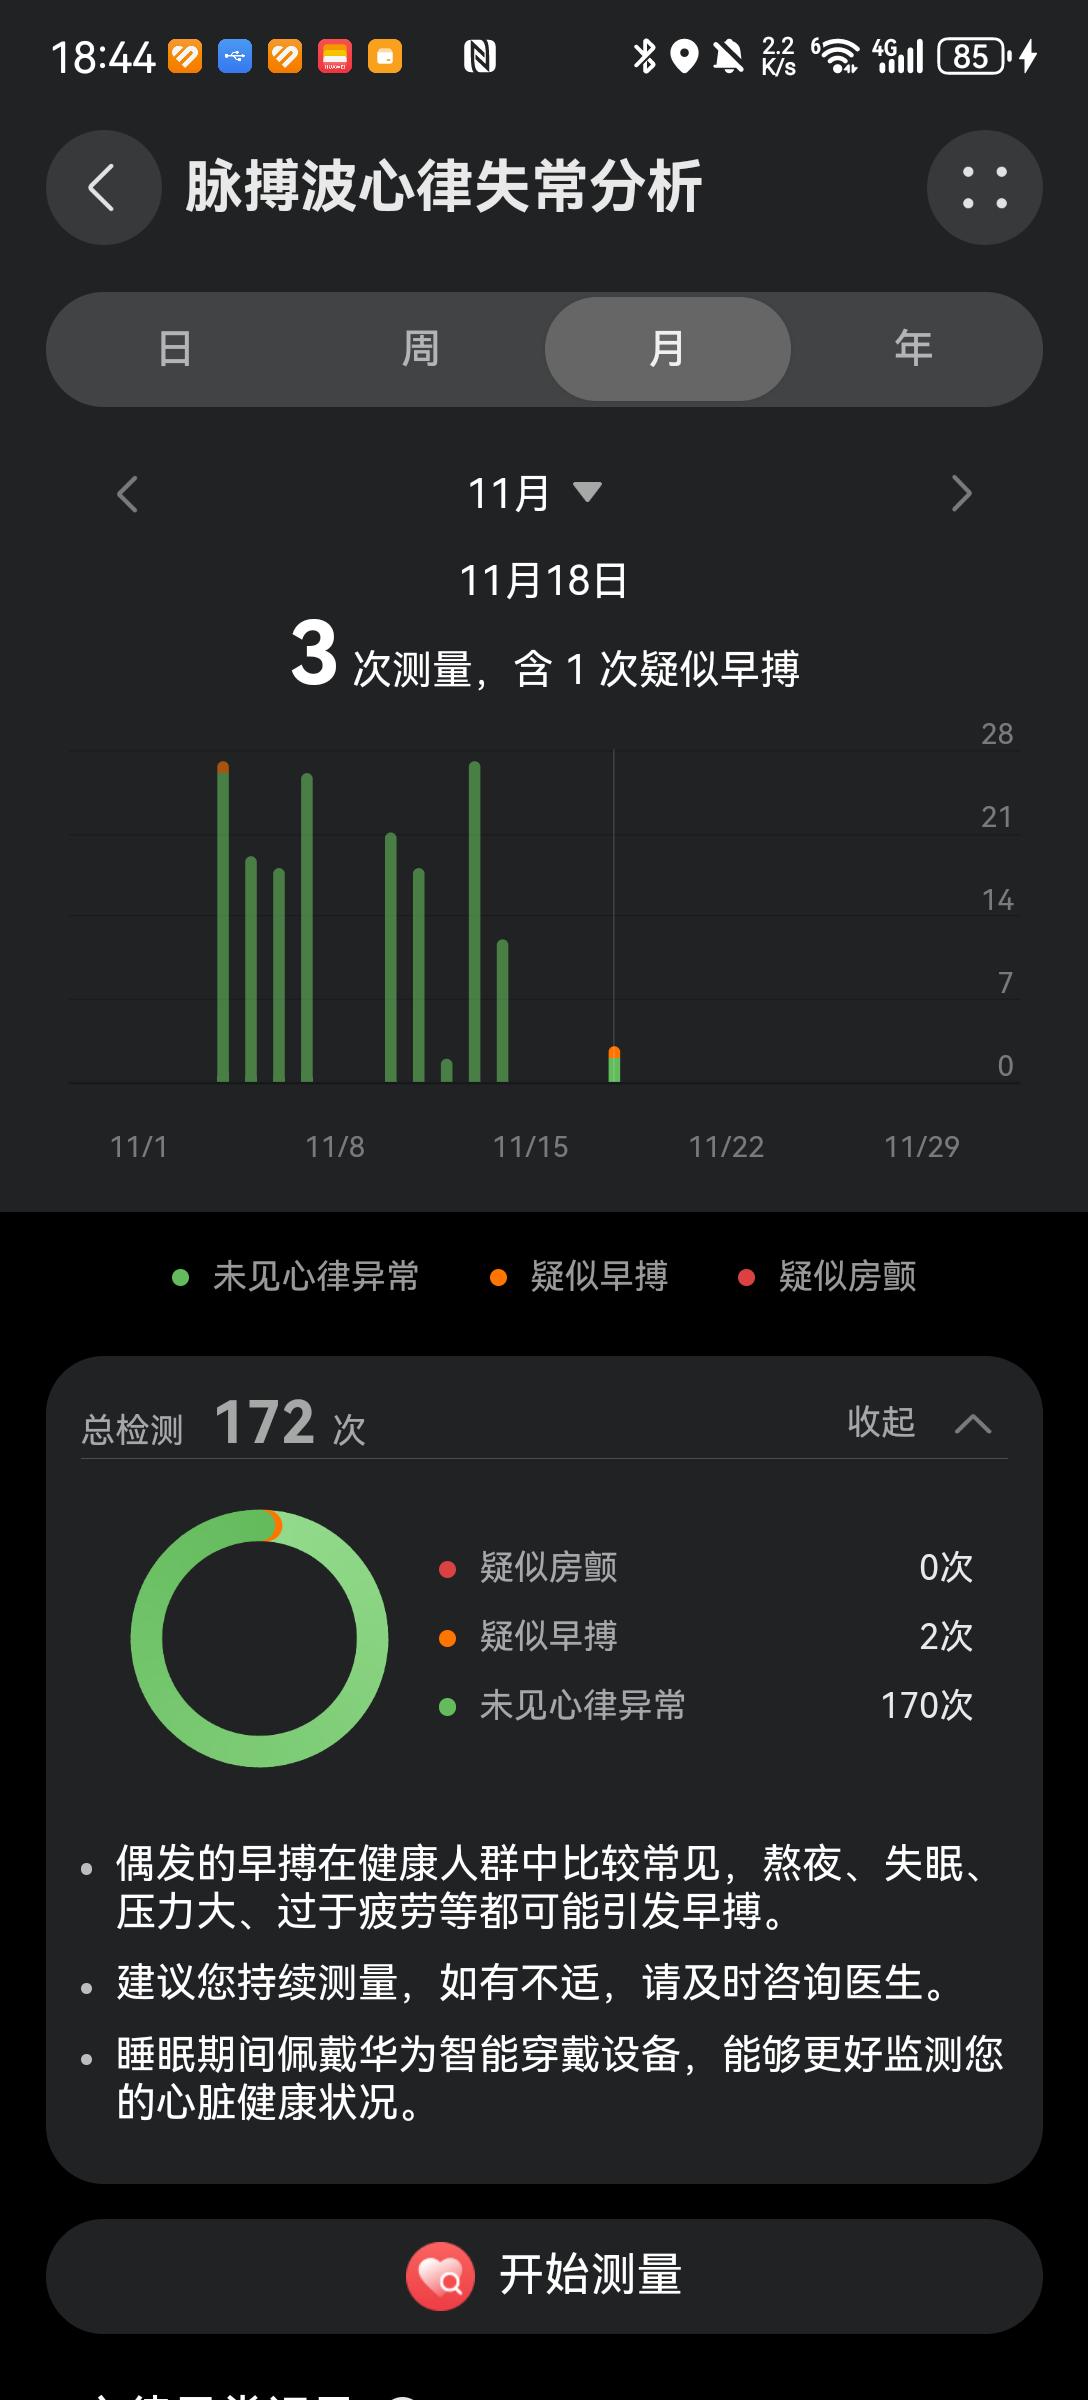 18:44 2.2 K/s 6 4G 85
脉搏波心律失常分析
日 周 月 年
11月
11月18日
3 次测量，含 1 次疑似早搏
28
21
14
7
0
11/1 11/8 11/15 11/22 11/29
未见心律异常 疑似早搏 疑似房颤
总检测 172 次 收起
疑似房颤 0次
疑似早搏 2次
未见心律异常 170次
偶发的早搏在健康人群中比较常见，熬夜、失眠、
压力大、过于疲劳等都可能引发早搏。
建议您持续测量，如有不适，请及时咨询医生。
睡眠期间佩戴华为智能穿戴设备，能够更好监测您
的心脏健康状况。
开始测量